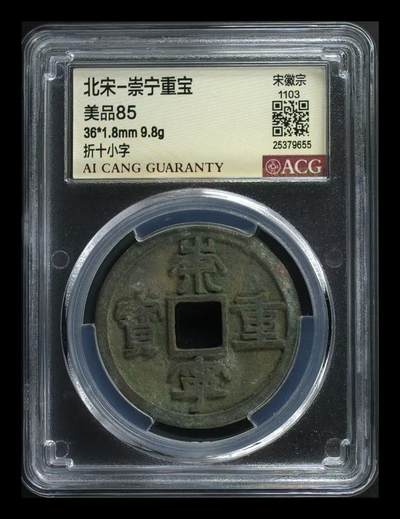 北宋-崇宁重宝
美品85
36*1.8mm 9.8g
折十小字
AI CANG GUARANTY
宋徽宗
1103
25379655
ACG
崇
寧
重
寳